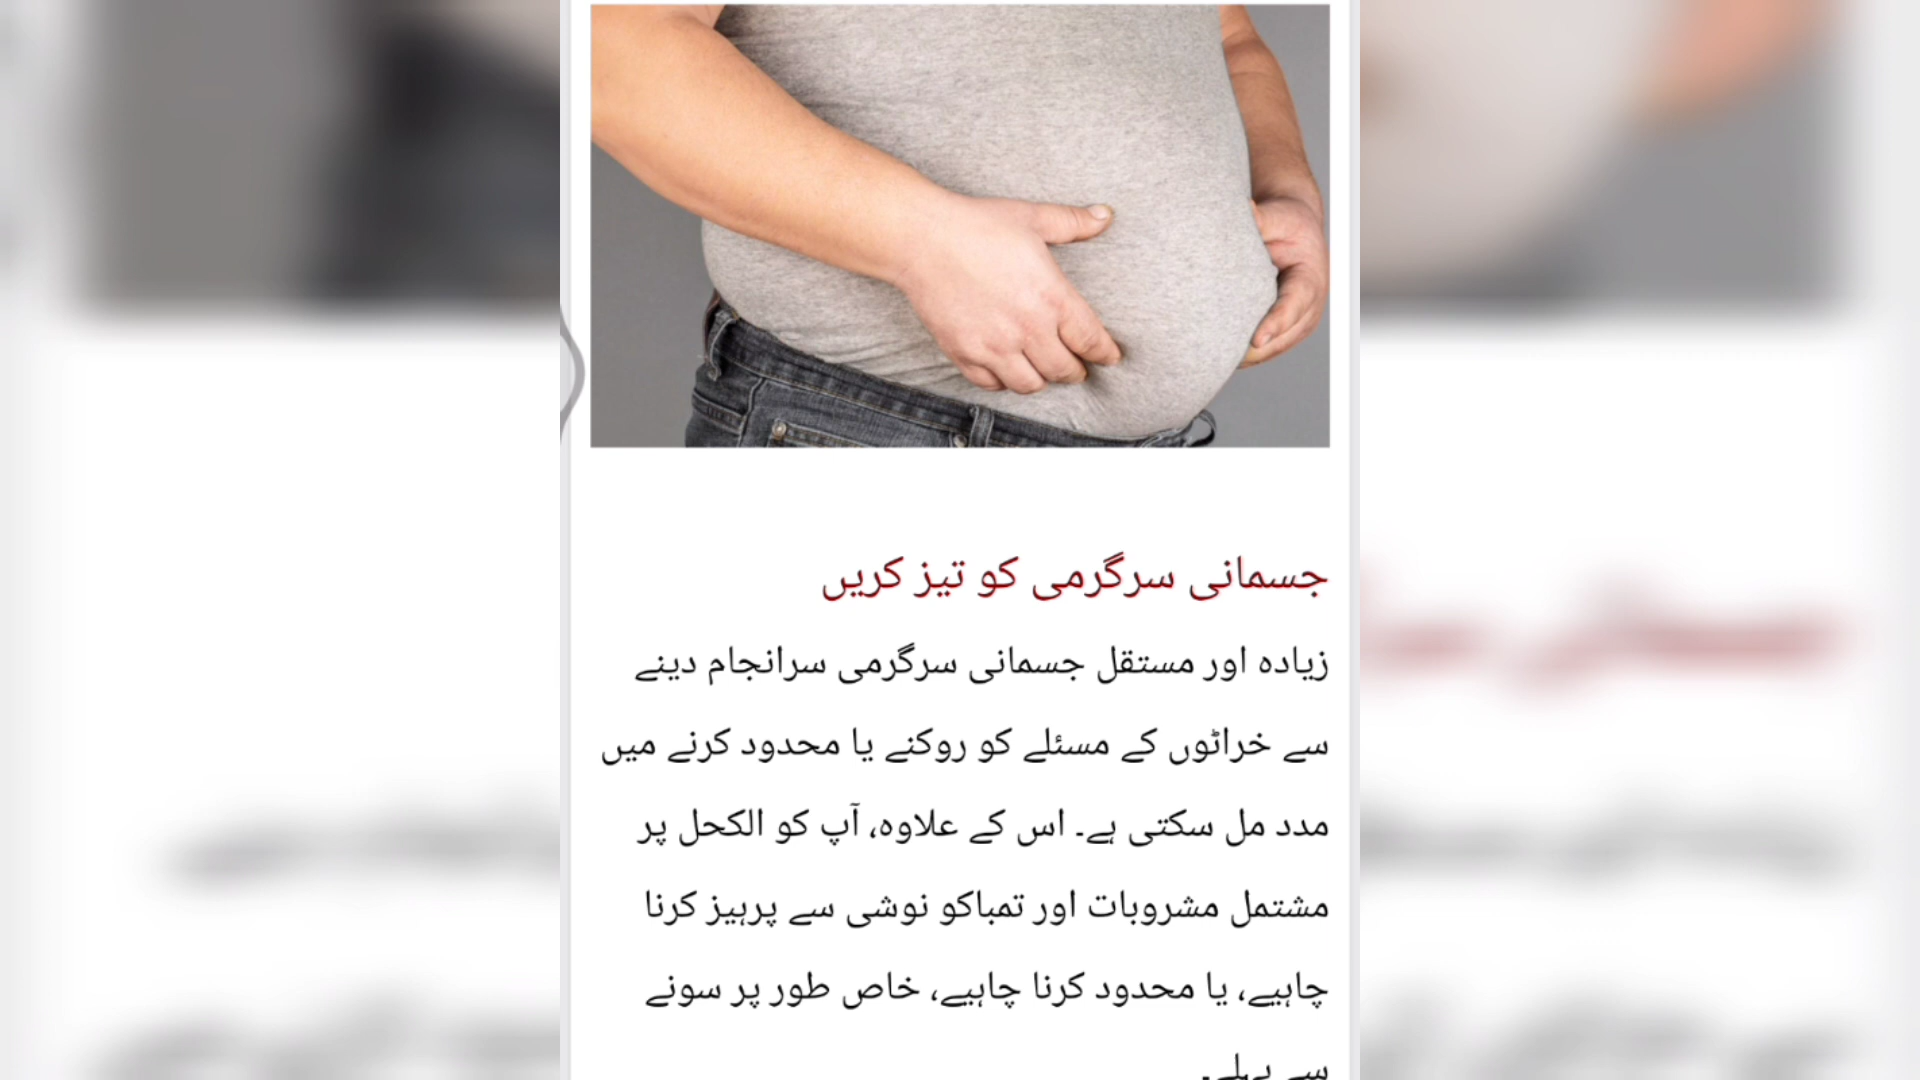 جسمانی سرگرمی کو تیز کریں
زیادہ اور مستقل جسمانی سرگرمی سرانجام دینے
سے خراٹوں کے مسئلے کو روکنے یا محدود کرنے میں
مدد مل سکتی ہے۔ اس کے علاوہ، آپ کو الکحل پر
مشتمل مشروبات اور تمباکو نوشی سے پرہیز کرنا
چاہیے، یا محدود کرنا چاہیے، خاص طور پر سونے
سے پہلے۔